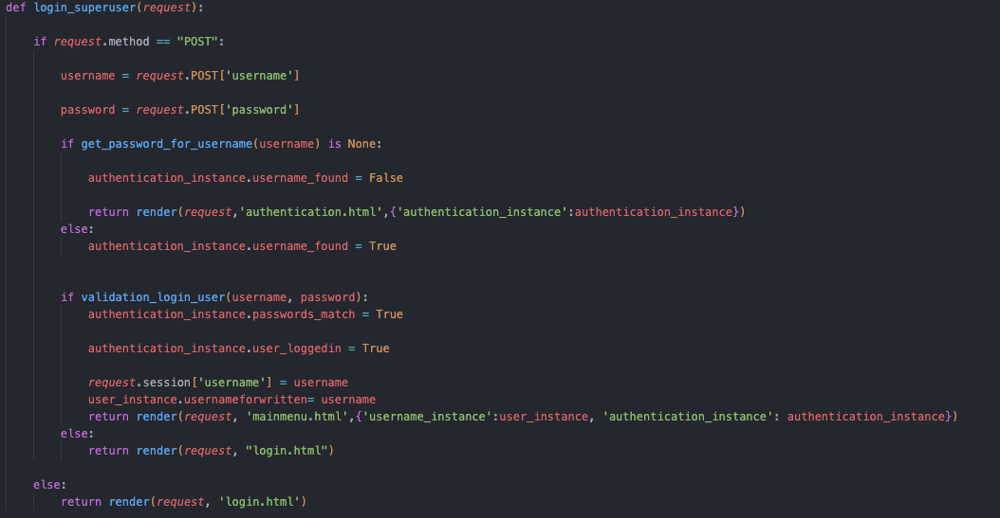 def login_superuser(request):
if request.method == "POST":
username = request.POST['username']
password = request.POST['password']
if get_password_for_username(username) is None:
authentication_instance.username_found = False
return render(request,'authentication.html',{'authentication_instance':authentication_instance})
else:
authentication_instance.username_found = True
if validation_login_user(username, password):
authentication_instance.passwords_match = True
authentication_instance.user_loggedin = True
request.session['username'] = username
user_instance.usernameforwritten= username
return render(request, 'mainmenu.html',{'username_instance':user_instance, 'authentication_instance': authentication_instance})
else:
return render(request, "login.html")
else:
return render(request, 'login.html')